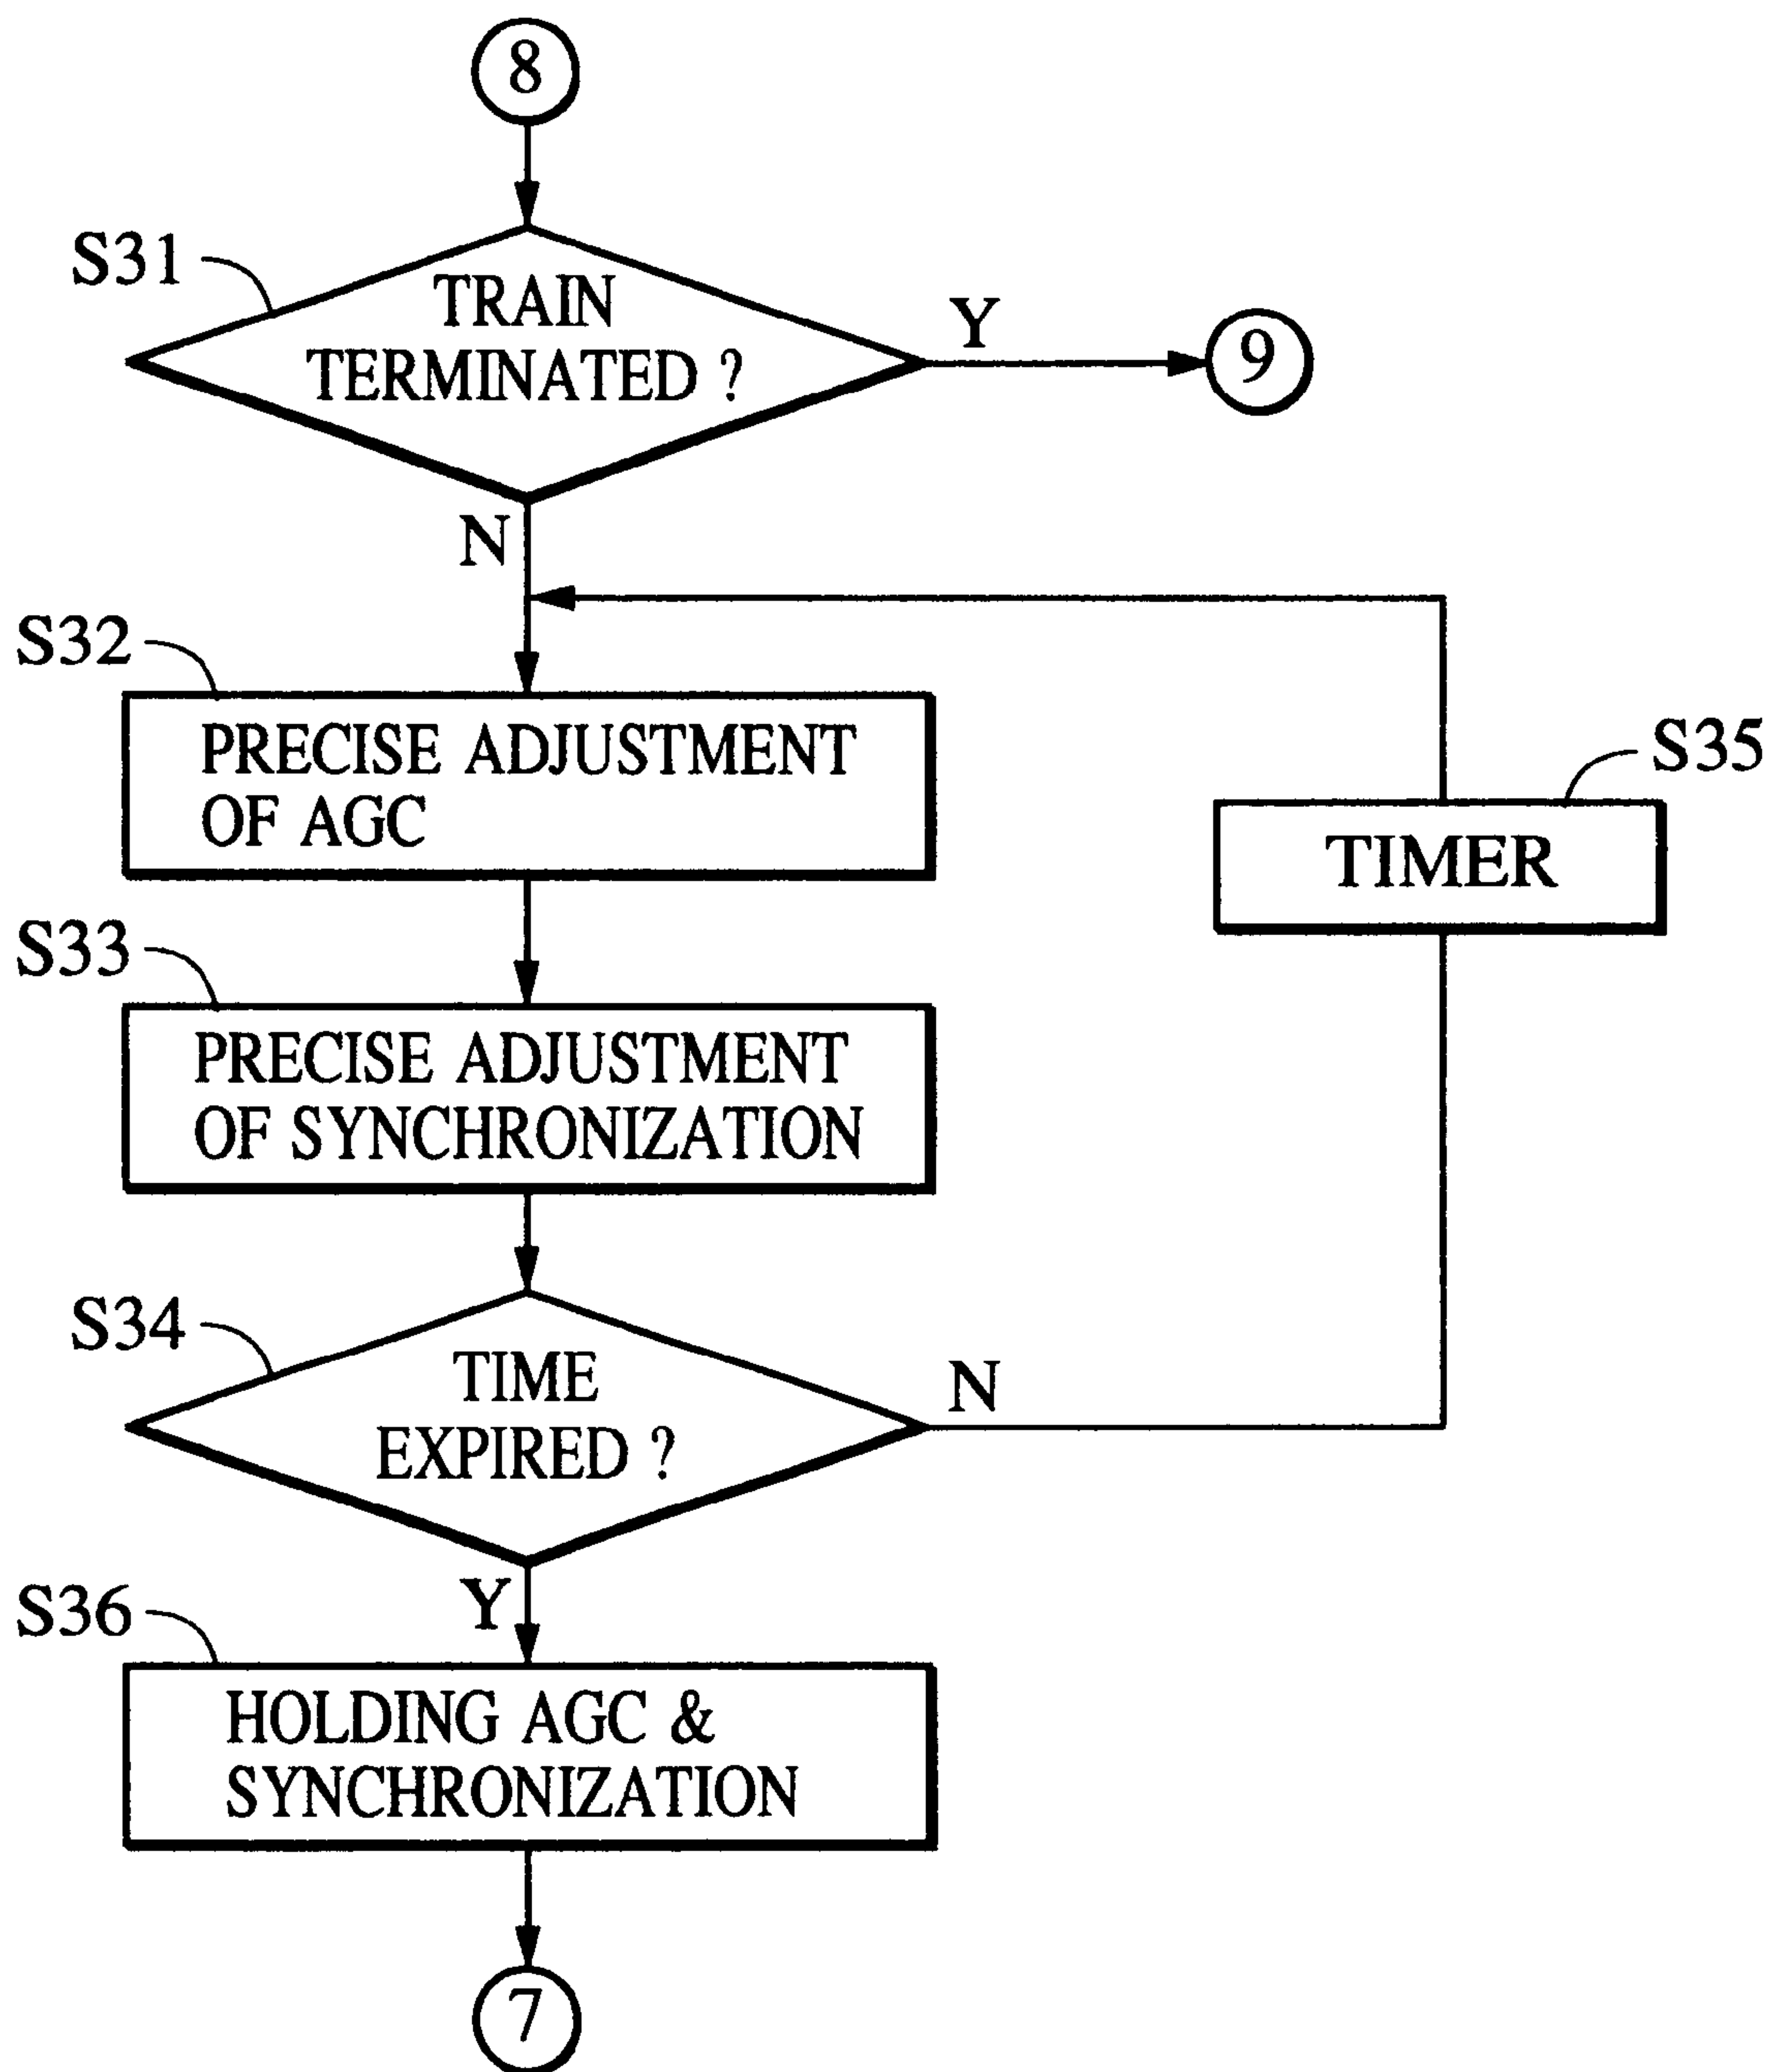 8
S31
TRAIN
TERMINATED ?
Y
9
N
S32
PRECISE ADJUSTMENT
OF AGC
S35
TIMER
S33
PRECISE ADJUSTMENT
OF SYNCHRONIZATION
S34
TIME
EXPIRED ?
N
Y
S36
HOLDING AGC &
SYNCHRONIZATION
7